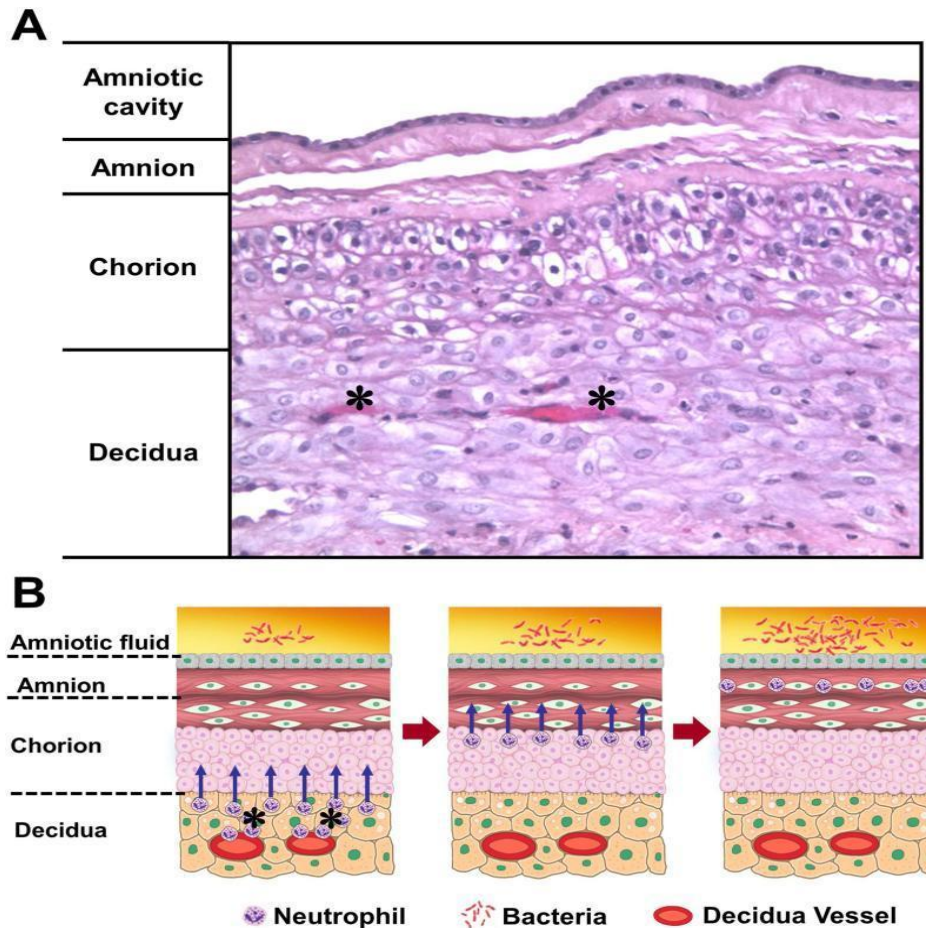 A
Amniotic
cavity
Amnion
Chorion
Decidua
*
*
B
Amniotic fluid
Amnion
Chorion
Decidua
*
*
Neutrophil
Bacteria
Decidua Vessel